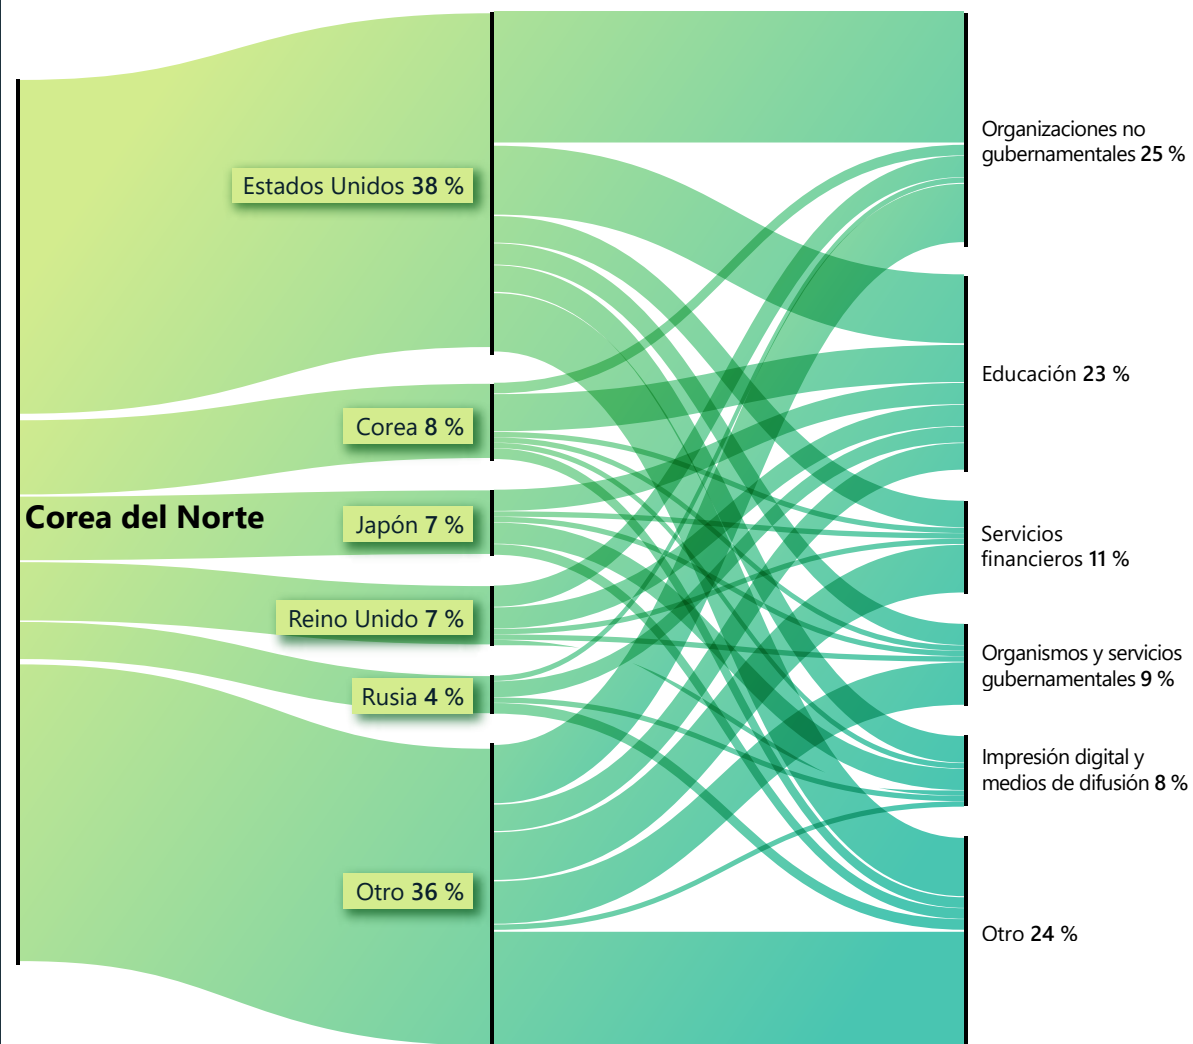 Corea del Norte
Estados Unidos 38 %
Corea 8 %
Japón 7 %
Reino Unido 7 %
Rusia 4 %
Otro 36 %
Organizaciones no
gubernamentales 25 %
Educación 23 %
Servicios
financieros 11 %
Organismos y servicios
gubernamentales 9 %
Impresión digital y
medios de difusión 8 %
Otro 24 %